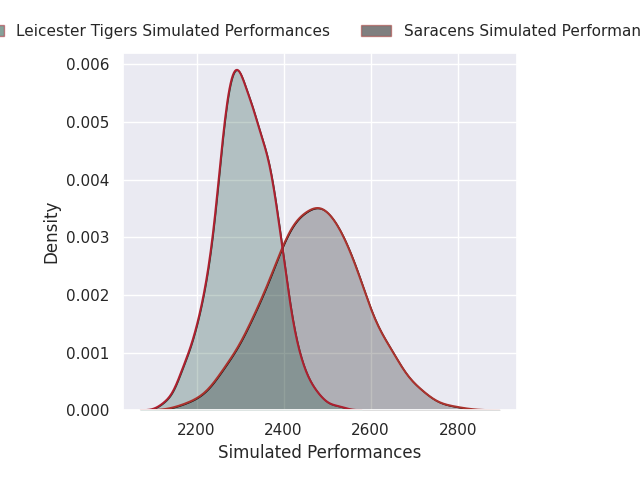 Leicester Tigers Simulated Performances
Saracens Simulated Performan
0.006
0.005
0.004
0.003
0.002
0.001
0.000
Density
2200 2400 2600 2800
Simulated Performances